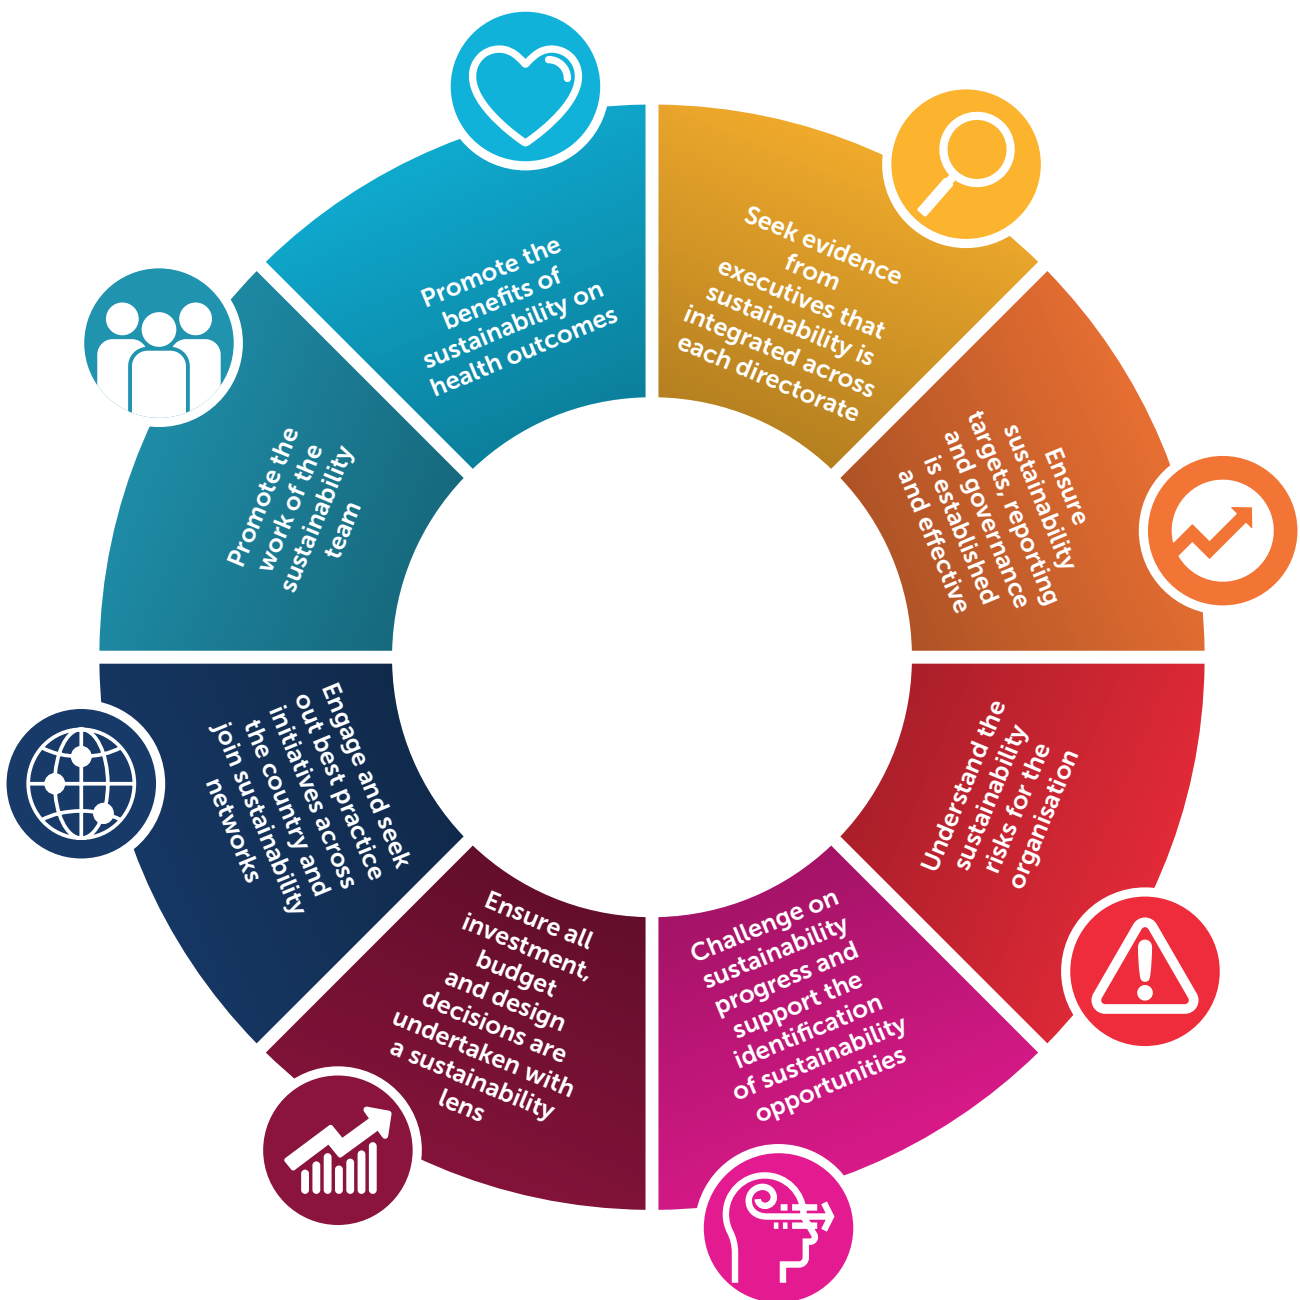 Promote the
benefits of
sustainability on
health outcomes
Seek evidence
from
executives that
sustainability is
integrated across
each directorate
Ensure
sustainability
targets, reporting
and governance
is established
and effective
Understand the
sustainability
risks for the
organisation
Challenge on
sustainability
progress and
support the
identification
of sustainability
opportunities
Ensure all
investment,
budget
and design
decisions are
undertaken with
a sustainability
lens
Engage and seek
out best practice
initiatives across
the country and
join sustainability
networks
Promote the
work of the
sustainability
team